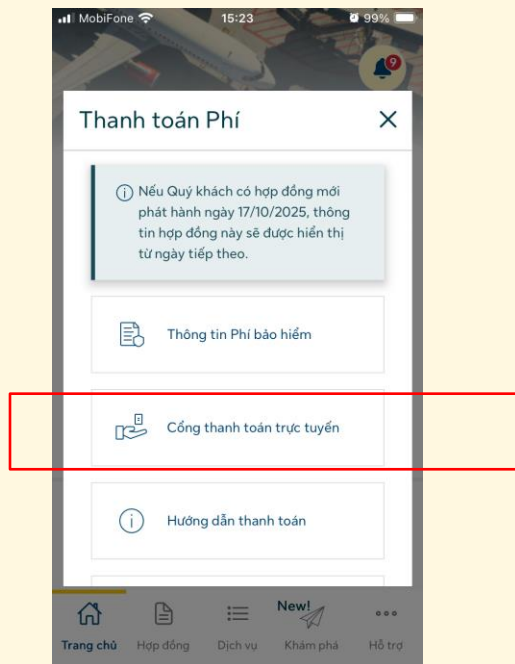 MobiFone 15:23 99%
9
Thanh toán Phí
Nếu Quý khách có hợp đồng mới
phát hành ngày 17/10/2025, thông
tin hợp đồng này sẽ được hiển thị
từ ngày tiếp theo.
Thông tin Phí bảo hiểm
Cổng thanh toán trực tuyến
Hướng dẫn thanh toán
New!
Trang chủ Hợp đồng Dịch vụ Khám phá Hỗ trợ